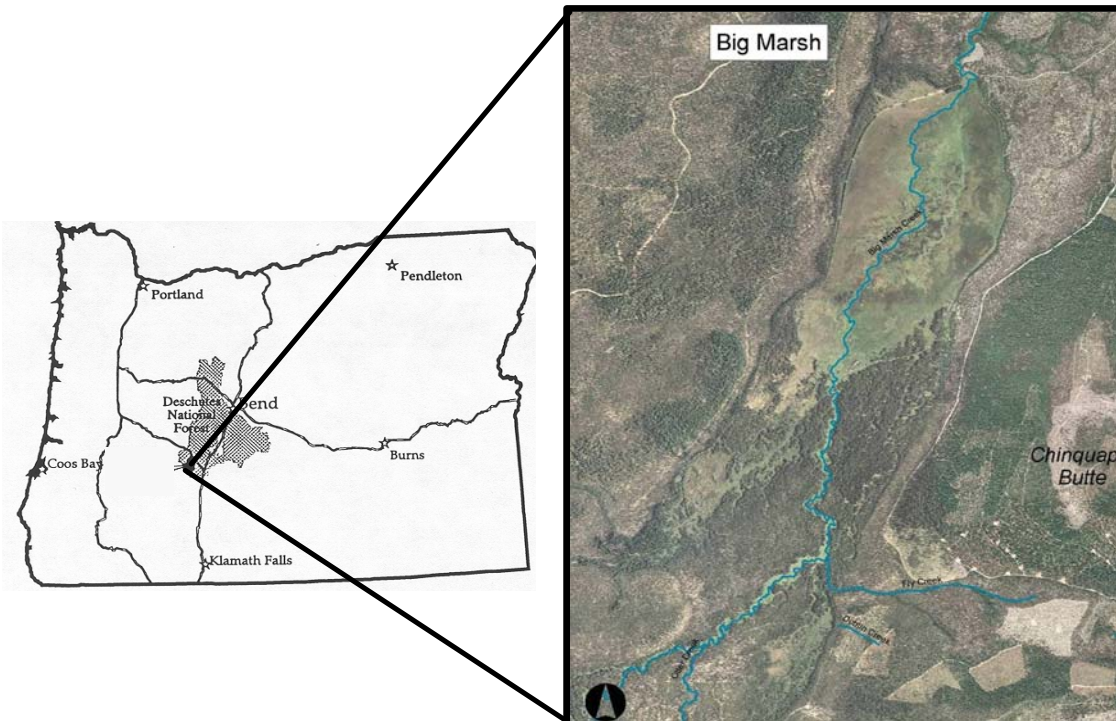 Big Marsh
Portland
Pendleton
Deschutes
National
Forest
Bend
Burns
Coos Bay
Klamath Falls
Big Marsh Creek
Chinquap
Butte
Creek